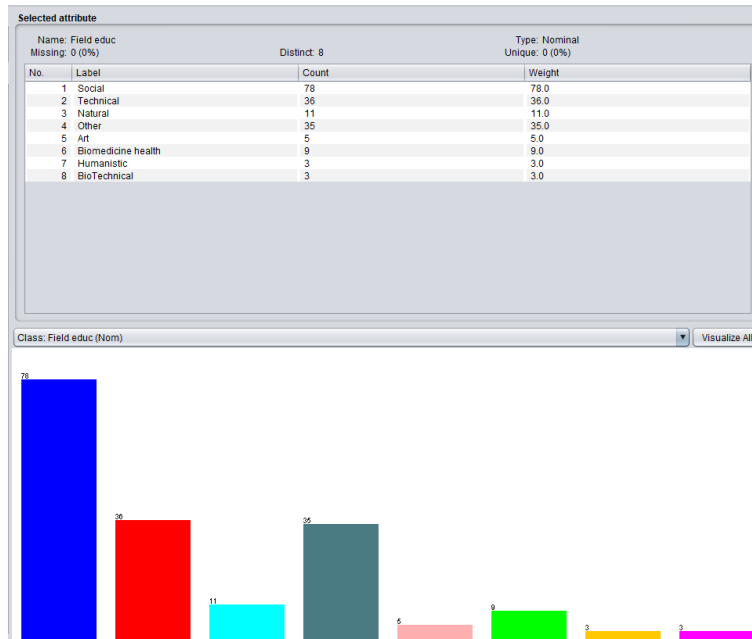 Selected attribute
Name: Field educ Type: Nominal
Missing: 0 (0%) Distinct: 8 Unique: 0 (0%)
No. Label Count Weight
1 Social 78 78.0
2 Technical 36 36.0
3 Natural 11 11.0
4 Other 35 35.0
5 Art 5 5.0
6 Biomedicine health 9 9.0
7 Humanistic 3 3.0
8 BioTechnical 3 3.0
Class: Field educ (Nom) Visualize All
78
36
35
11
9
5
3 3